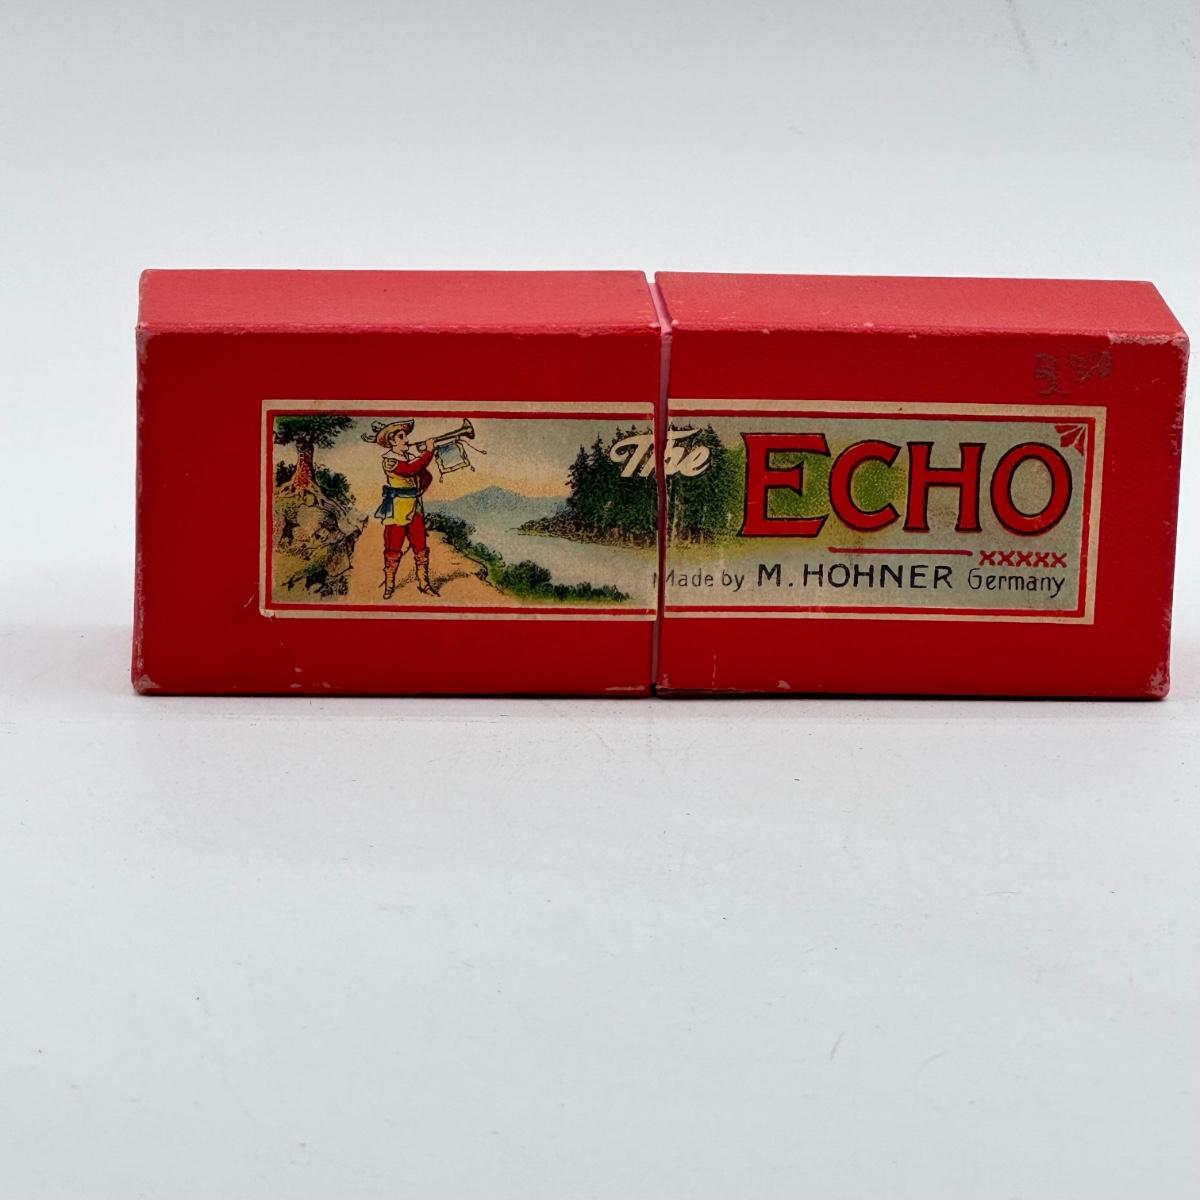 The ECHO
xxxxx
Made by M. HOHNER Germany